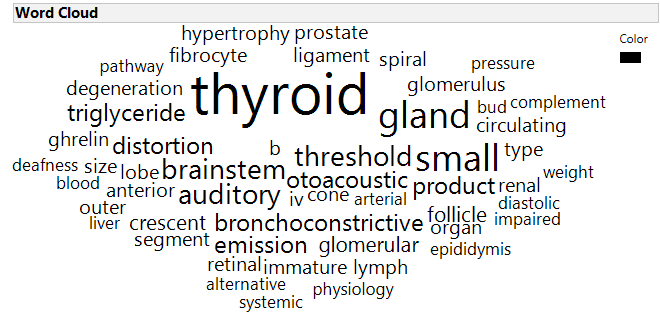 Word Cloud
Color
hypertrophy prostate
fibrocyte ligament spiral
pathway pressure
degeneration thyroid glomerulus
triglyceride gland bud complement
circulating
ghrelin distortion b threshold small type
deafness size lobe brainstem weight
blood anterior auditory otoacoustic product renal
outer iv cone arterial diastolic
liver crescent bronchoconstrictive follicle impaired
segment emission glomerular organ
epididymis
retinal immature lymph
alternative physiology
systemic